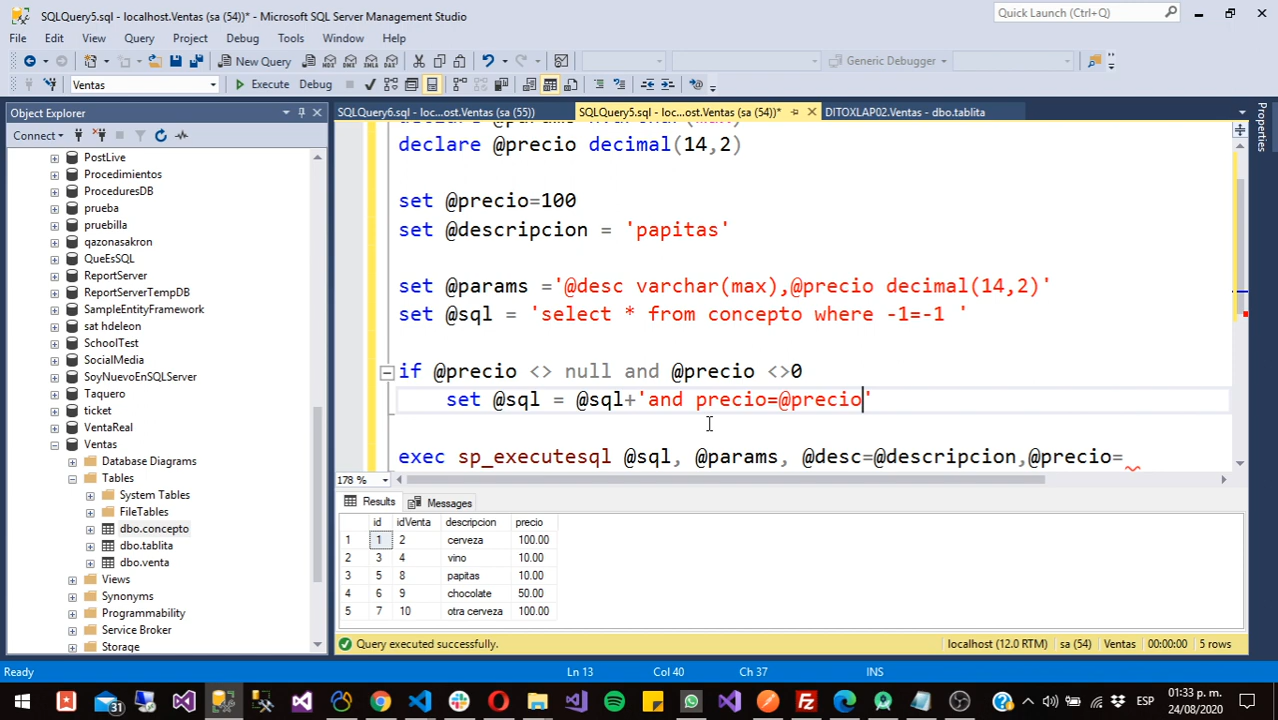 SQLQuery5.sql - localhost.Ventas (sa (54))* - Microsoft SQL Server Management Studio
Quick Launch (Ctrl+Q)
File Edit View Query Project Debug Tools Window Help
New Query
Generic Debugger
Ventas
Execute Debug
Object Explorer
SQLQuery6.sql - loc...ost.Ventas (sa (55))
SQLQuery5.sql - loc...ost.Ventas (sa (54))*
DITOXLAP02.Ventas - dbo.tablita
Properties
Connect
PostLive
Procedimientos
ProceduresDB
prueba
pruebilla
qazonasakron
QueEsSQL
ReportServer
ReportServerTempDB
SampleEntityFramework
sat hdeleon
SchoolTest
SocialMedia
SoyNuevoEnSQLServer
Taquero
ticket
VentaReal
Ventas
Database Diagrams
Tables
System Tables
FileTables
dbo.concepto
dbo.tablita
dbo.venta
Views
Synonyms
Programmability
Service Broker
Storage
declare @precio decimal(14,2)
set @precio=100
set @descripcion = 'papitas'
set @params ='@desc varchar(max),@precio decimal(14,2)'
set @sql = 'select * from concepto where -1=-1 '
if @precio <> null and @precio <>0
set @sql = @sql+'and precio=@precio'
exec sp_executesql @sql, @params, @desc=@descripcion,@precio=
178 %
Results Messages
id idVenta descripcion precio
1 1 2 cerveza 100.00
2 3 4 vino 10.00
3 5 8 papitas 10.00
4 6 9 chocolate 50.00
5 7 10 otra cerveza 100.00
Query executed successfully.
localhost (12.0 RTM) sa (54) Ventas 00:00:00 5 rows
Ready
Ln 13 Col 40 Ch 37 INS
31
ESP
01:33 p. m.
24/08/2020